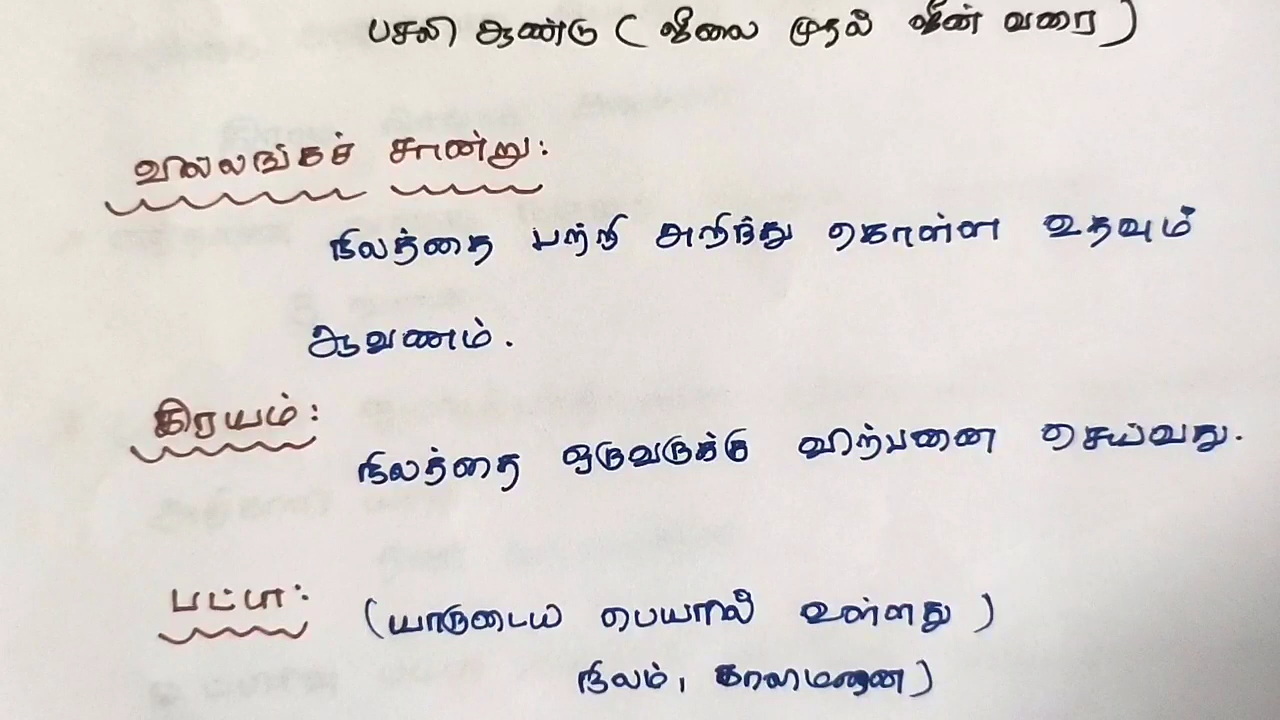 பசலி ஆண்டு ( ஜீலை முதல் ஜீன் வரை )
வில்லங்கச் சான்று :
நிலத்தை பற்றி அறிந்து கொள்ள உதவும்
ஆவணம் .
கிரயம் :
நிலத்தை ஒருவருக்கு விற்பனை செய்வது .
பட்டா :
( யாருடைய பெயரில் உள்ளது )
நிலம் , காலிமனை )